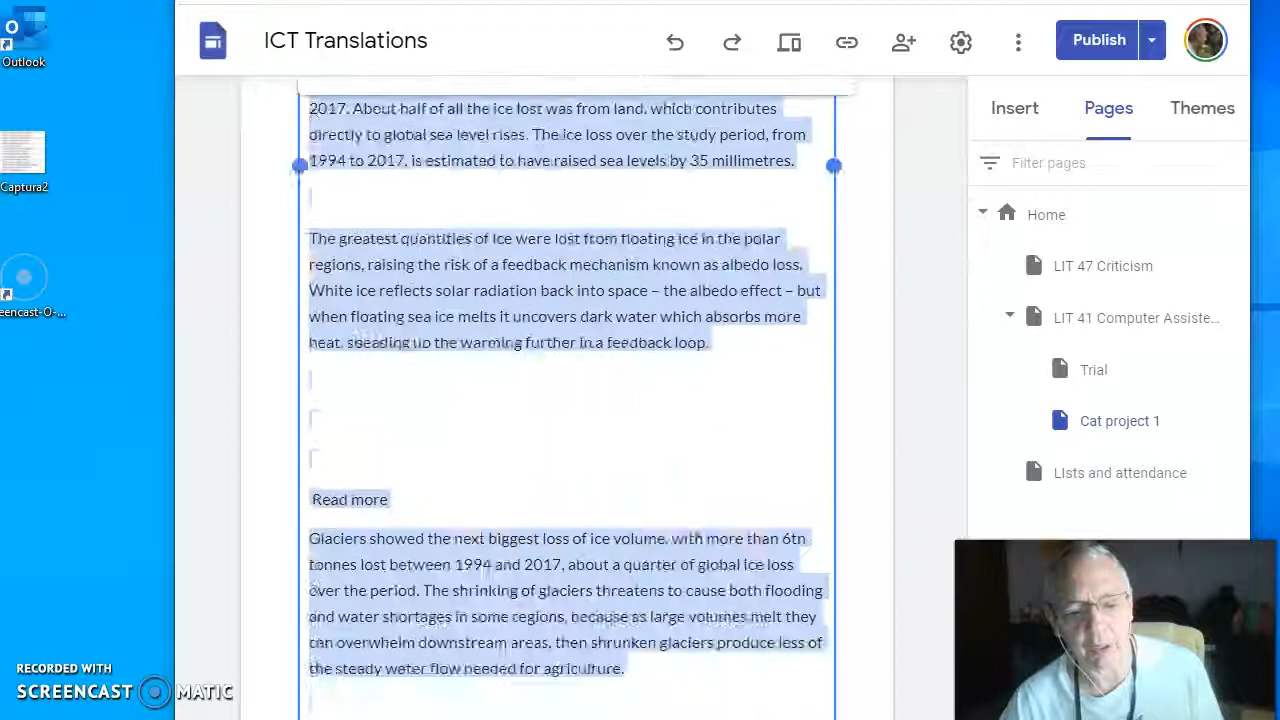 Outlook
Captura2
eencast-O-...
ICT Translations
Publish
Insert
Pages
Themes
Filter pages
Home
LIT 47 Criticism
LIT 41 Computer Assiste...
Trial
Cat project 1
LIsts and attendance
2017. About half of all the ice lost was from land, which contributes
directly to global sea level rises. The ice loss over the study period, from
1994 to 2017, is estimated to have raised sea levels by 35 millimetres.
The greatest quantities of ice were lost from floating ice in the polar
regions, raising the risk of a feedback mechanism known as albedo loss.
White ice reflects solar radiation back into space – the albedo effect – but
when floating sea ice melts it uncovers dark water which absorbs more
heat, speeding up the warming further in a feedback loop.
Read more
Glaciers showed the next biggest loss of ice volume, with more than 6tn
tonnes lost between 1994 and 2017, about a quarter of global ice loss
over the period. The shrinking of glaciers threatens to cause both flooding
and water shortages in some regions, because as large volumes melt they
can overwhelm downstream areas, then shrunken glaciers produce less of
the steady water flow needed for agriculture.
RECORDED WITH
SCREENCAST MATIC